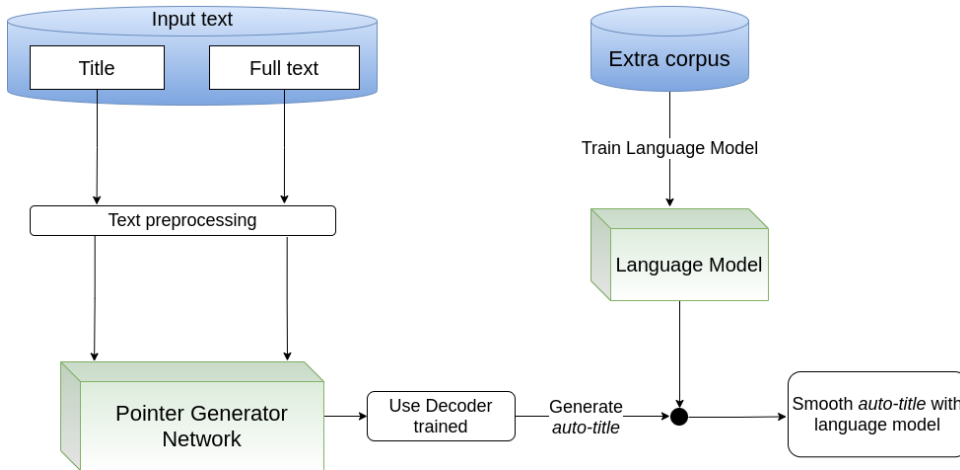 Input text
Title
Full text
Extra corpus
Train Language Model
Text preprocessing
Language Model
Pointer Generator
Network
Use Decoder
trained
Generate
auto-title
Smooth auto-title with
language model